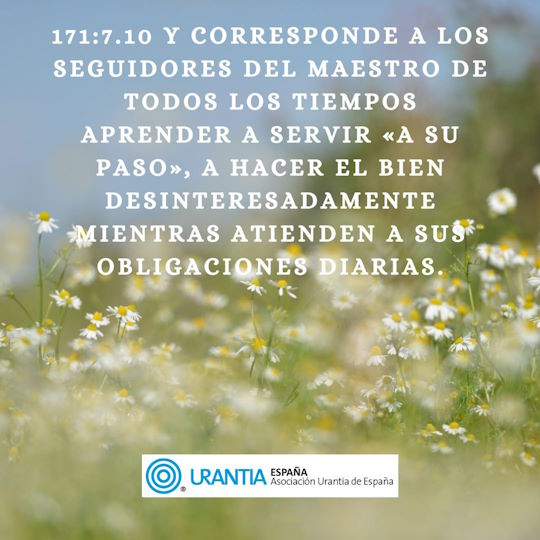 171:7.10 Y CORRESPONDE A LOS
SEGUIDORES DEL MAESTRO DE
TODOS LOS TIEMPOS
APRENDER A SERVIR «A SU
PASO», A HACER EL BIEN
DESINTERESADAMENTE
MIENTRAS ATIENDEN A SUS
OBLIGACIONES DIARIAS.
URANTIA® ESPAÑA
Asociación Urantia de España